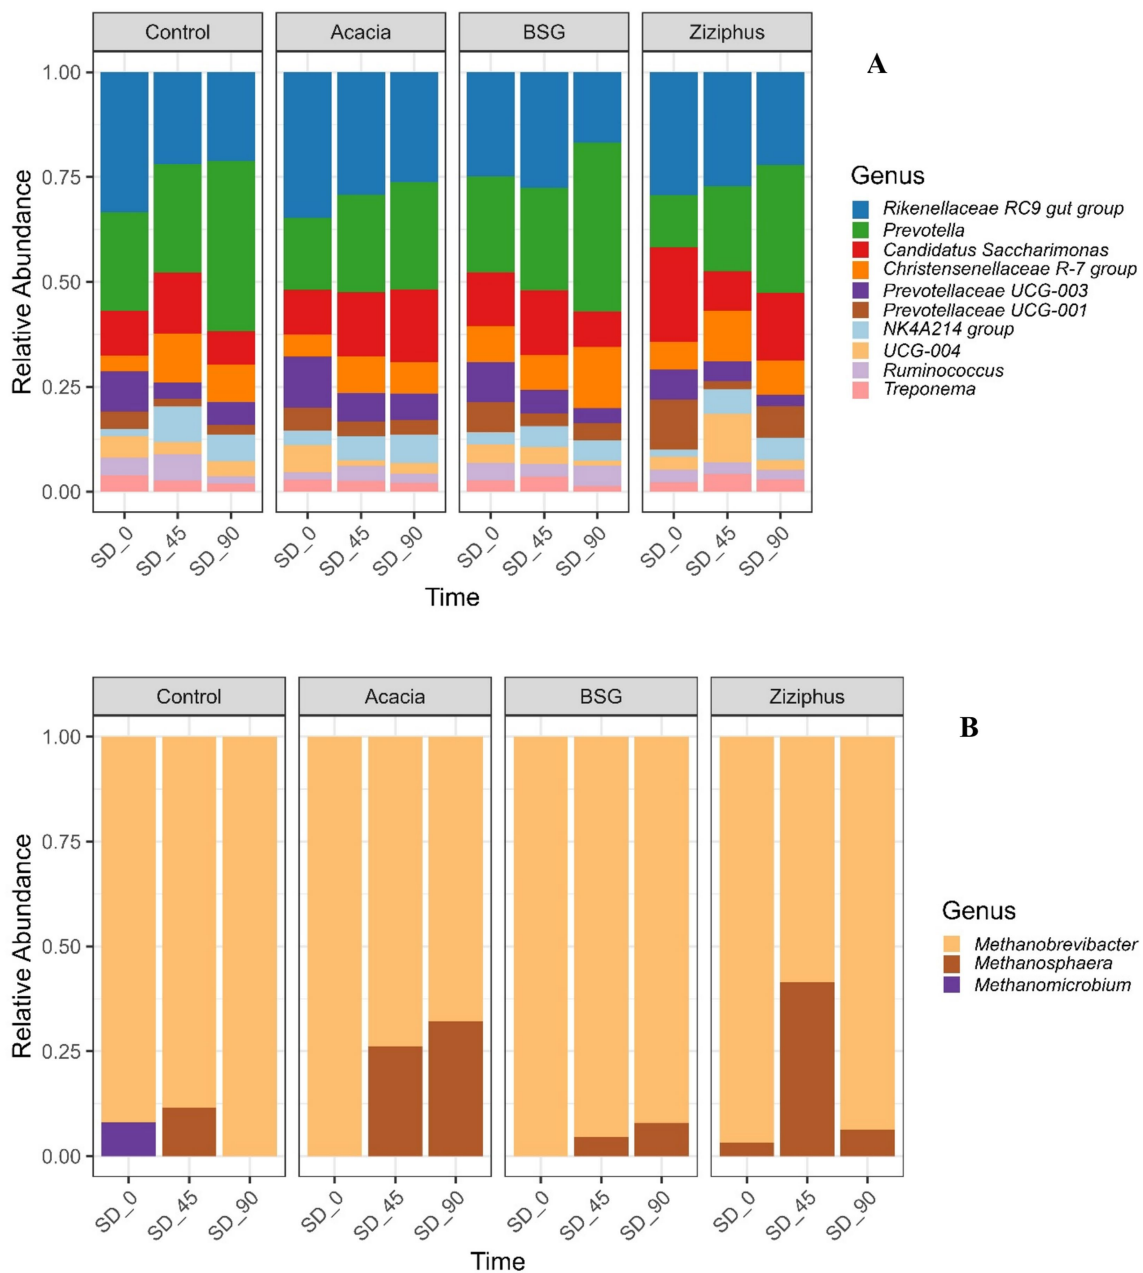 Control Acacia BSG Ziziphus
A
1.00
0.75
0.50
0.25
0.00
Relative Abundance
SD_0 SD_45 SD_90 SD_0 SD_45 SD_90 SD_0 SD_45 SD_90 SD_0 SD_45 SD_90
Time
Genus
Rikenellaceae RC9 gut group
Prevotella
Candidatus Saccharimonas
Christensenellaceae R-7 group
Prevotellaceae UCG-003
Prevotellaceae UCG-001
NK4A214 group
UCG-004
Ruminococcus
Treponema
Control Acacia BSG Ziziphus
B
1.00
0.75
0.50
0.25
0.00
Relative Abundance
SD_0 SD_45 SD_90 SD_0 SD_45 SD_90 SD_0 SD_45 SD_90 SD_0 SD_45 SD_90
Time
Genus
Methanobrevibacter
Methanosphaera
Methanomicrobium